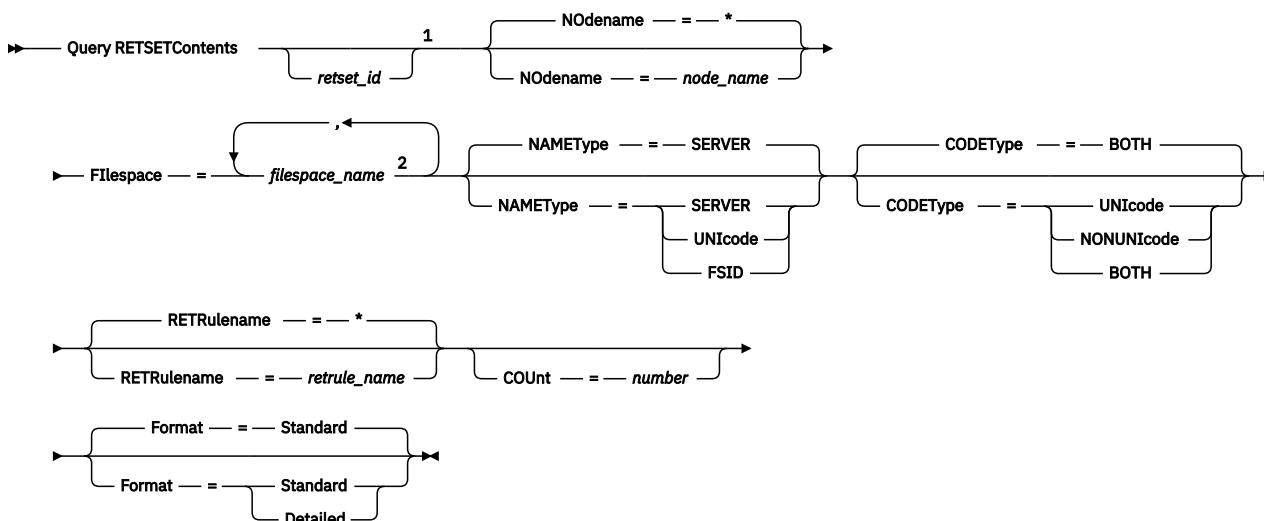 NOdename = *
Query RETSETContents retset_id 1 NOdename = node_name
,
FIlespace = filespace_name 2
NAMEType = SERVER
NAMEType = SERVER
UNIcode
FSID
CODEType = BOTH
CODEType = UNIcode
NONUNIcode
BOTH
RETRulename = *
RETRulename = retrule_name
COUnt = number
Format = Standard
Format = Standard
Detailed